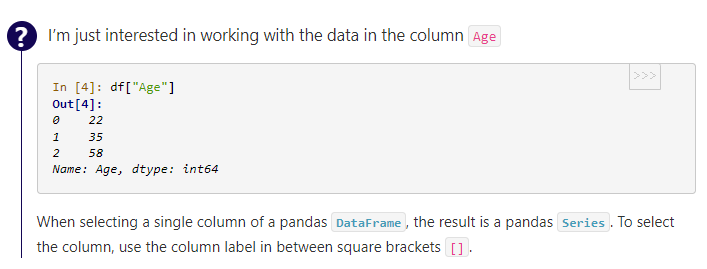 ?
I'm just interested in working with the data in the column Age
>>>
In [4]: df["Age"]
Out[4]:
0    22
1    35
2    58
Name: Age, dtype: int64
When selecting a single column of a pandas DataFrame, the result is a pandas Series. To select
the column, use the column label in between square brackets [].